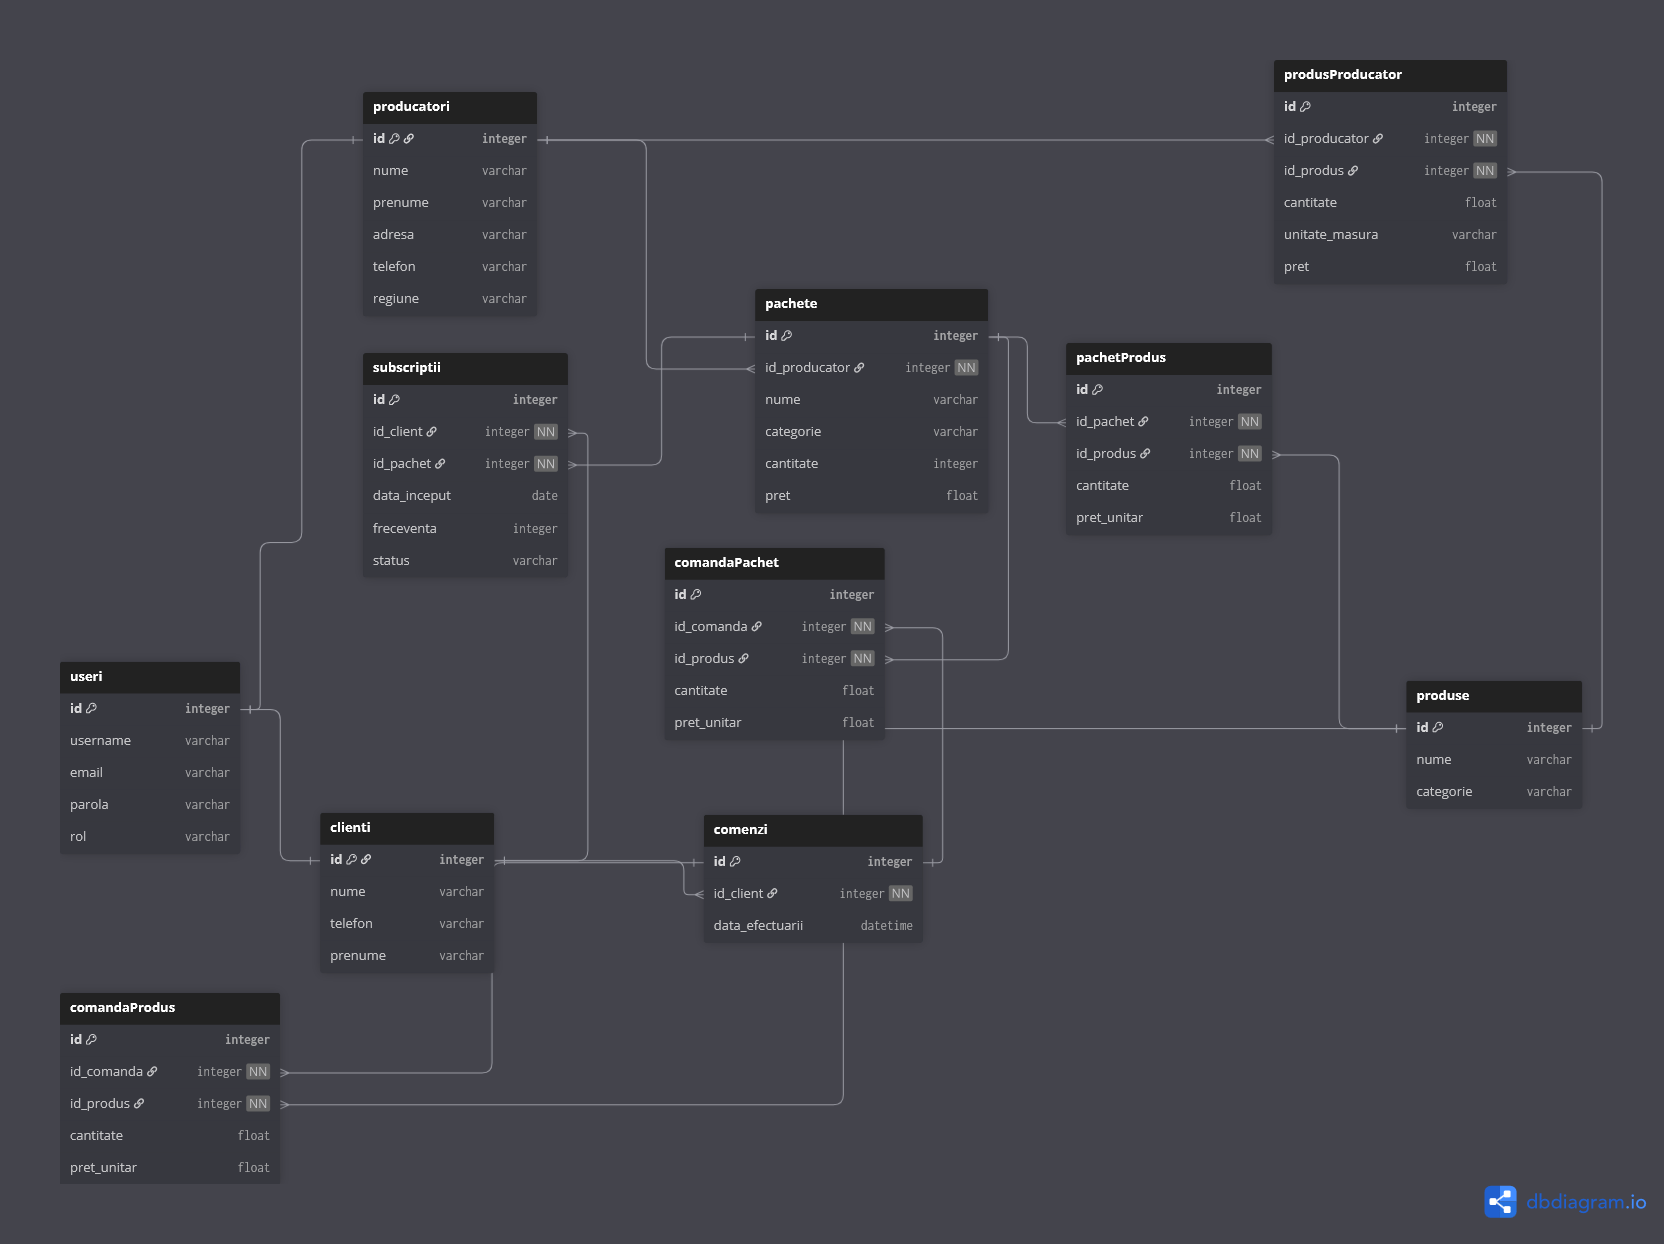 producatori
id integer
nume varchar
prenume varchar
adresa varchar
telefon varchar
regiune varchar
produsProducator
id integer
id_producator integer NN
id_produs integer NN
cantitate float
unitate_masura varchar
pret float
pachete
id integer
id_producator integer NN
nume varchar
categorie varchar
cantitate integer
pret float
subscriptii
id integer
id_client integer NN
id_pachet integer NN
data_inceput date
freceventa integer
status varchar
pachetProdus
id integer
id_pachet integer NN
id_produs integer NN
cantitate float
pret_unitar float
comandaPachet
id integer
id_comanda integer NN
id_produs integer NN
cantitate float
pret_unitar float
useri
id integer
username varchar
email varchar
parola varchar
rol varchar
produse
id integer
nume varchar
categorie varchar
clienti
id integer
nume varchar
telefon varchar
prenume varchar
comenzi
id integer
id_client integer NN
data_efectuarii datetime
comandaProdus
id integer
id_comanda integer NN
id_produs integer NN
cantitate float
pret_unitar float
dbdiagram.io